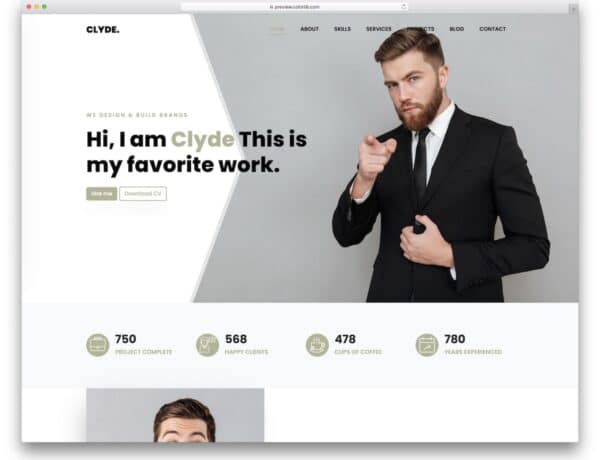 preview.colorlib.com
CLYDE.
HOME ABOUT SKILLS SERVICES PROJECTS BLOG CONTACT
WE DESIGN & BUILD BRANDS
Hi, I am Clyde This is
my favorite work.
Hire me Download CV
750 568 478 780
PROJECT COMPLETE HAPPY CLIENTS CUPS OF COFFEE YEARS EXPERIENCED